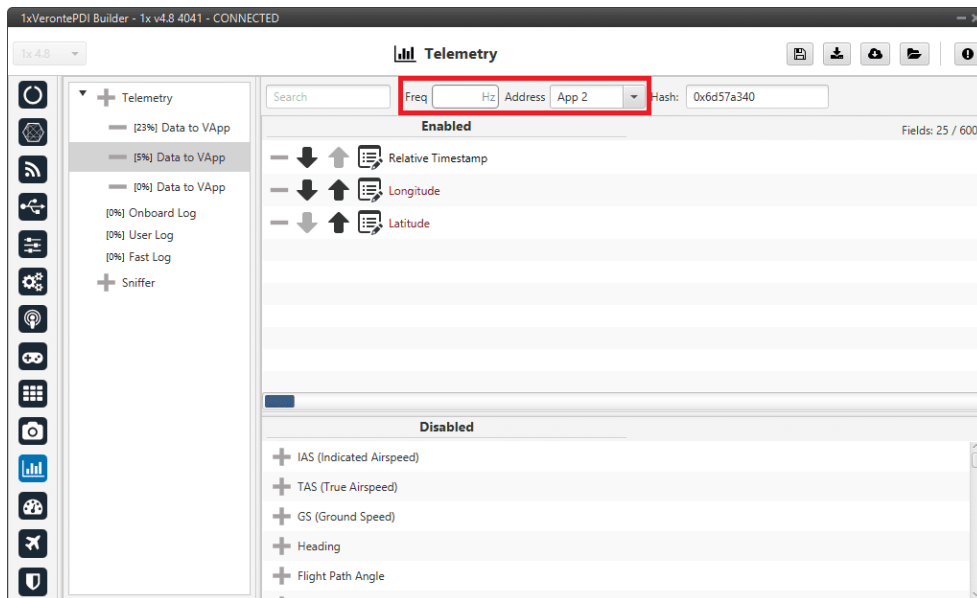 1xVerontePDI Builder - 1x v4.8 4041 - CONNECTED
1x 4.8
Telemetry
Telemetry
[23%] Data to VApp
[5%] Data to VApp
[0%] Data to VApp
[0%] Onboard Log
[0%] User Log
[0%] Fast Log
Sniffer
Search Freq Hz Address App 2 Hash: 0x6d57a340
Enabled
Fields: 25 / 600
Relative Timestamp
Longitude
Latitude
Disabled
IAS (Indicated Airspeed)
TAS (True Airspeed)
GS (Ground Speed)
Heading
Flight Path Angle